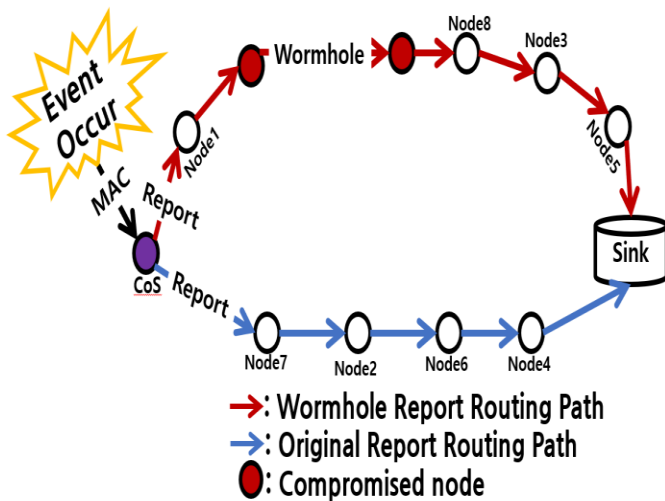 Event
Occur
MAC
CoS
Report
Report
Node1
Wormhole
Node8
Node3
Node5
Sink
Node7
Node2
Node6
Node4
: Wormhole Report Routing Path
: Original Report Routing Path
: Compromised node